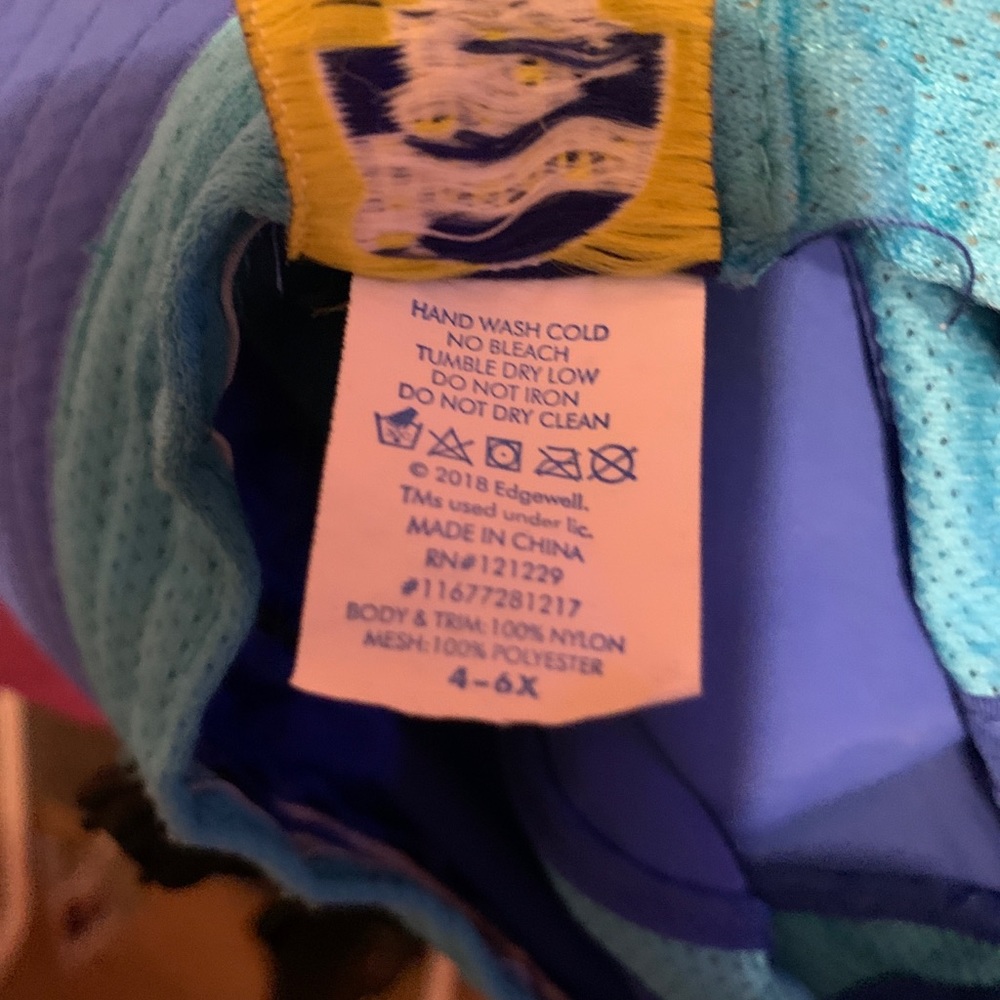 HAND WASH COLD
NO BLEACH
TUMBLE DRY LOW
DO NOT IRON
DO NOT DRY CLEAN
© 2018 Edgewell.
TMs used under lic.
MADE IN CHINA
RN#121229
#11677281217
BODY & TRIM: 100% NYLON
MESH: 100% POLYESTER
4-6X